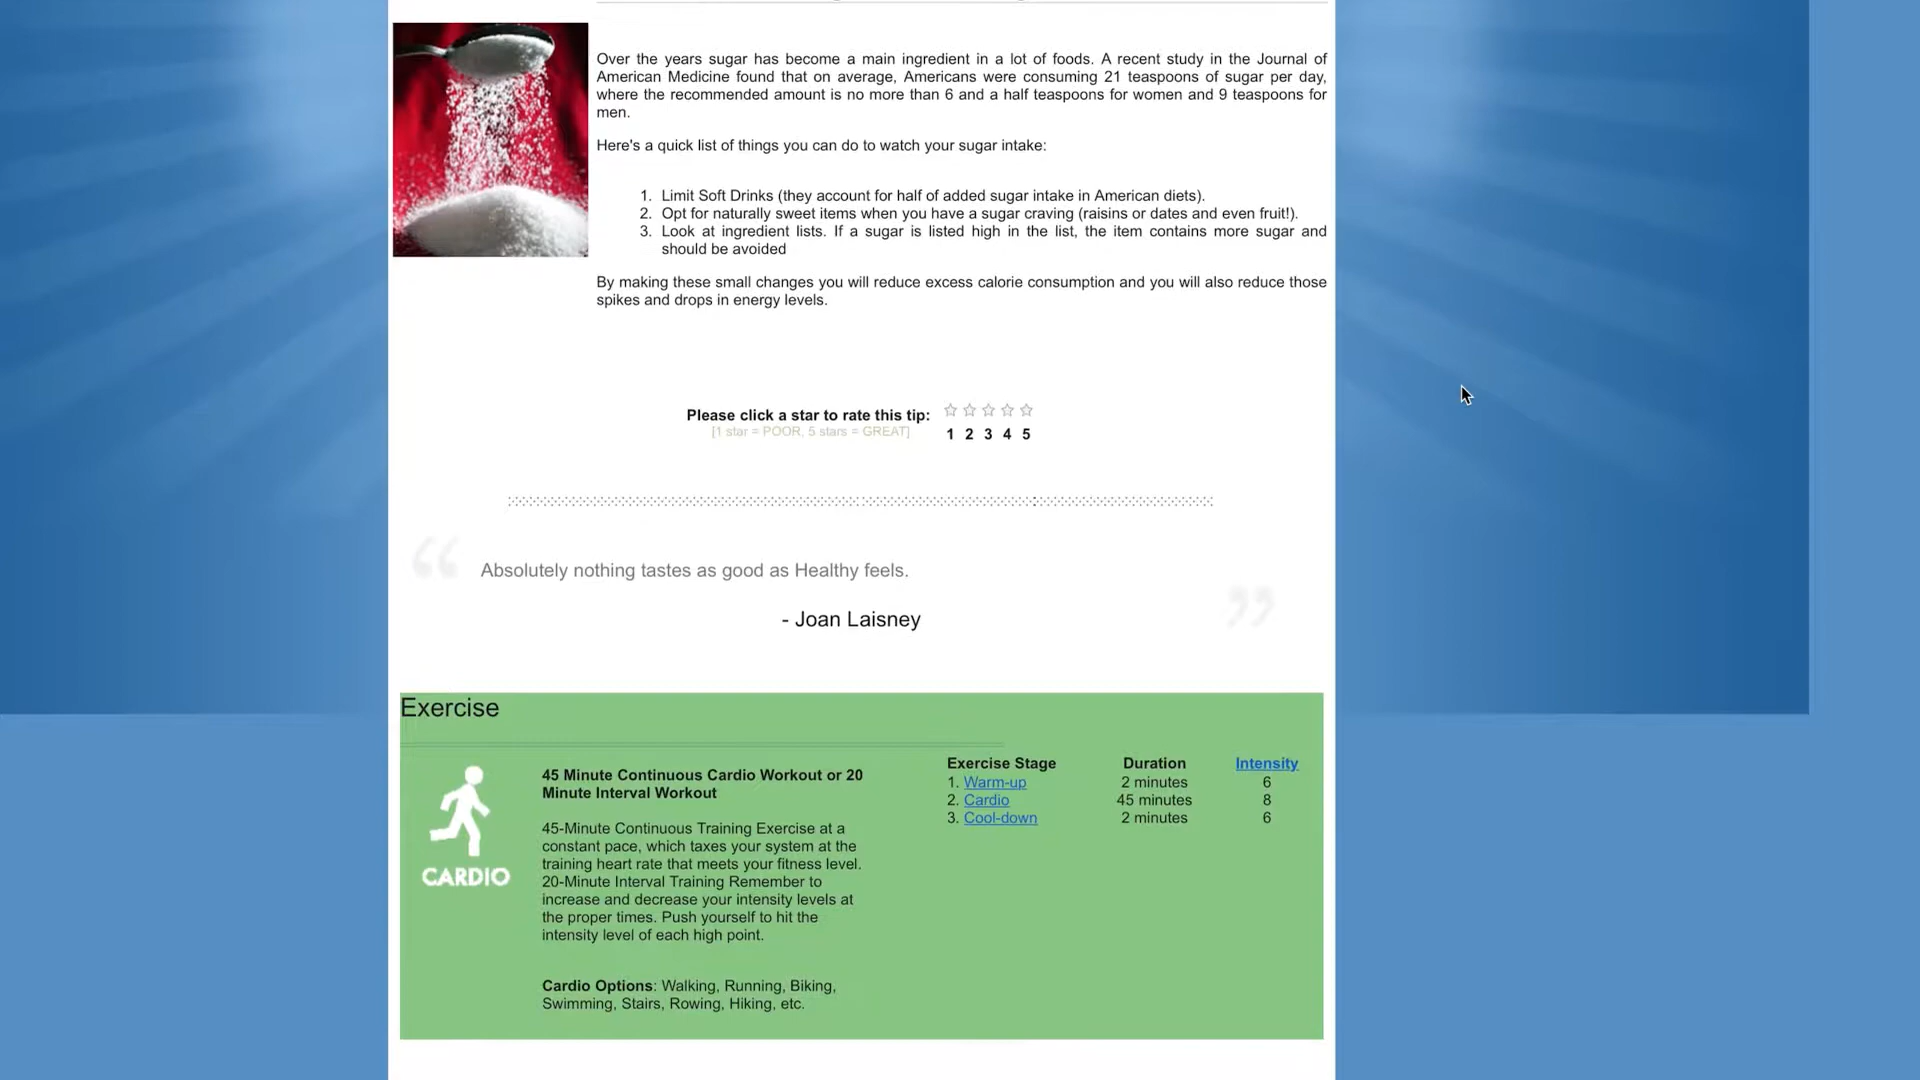 Over the years sugar has become a main ingredient in a lot of foods. A recent study in the Journal of
American Medicine found that on average, Americans were consuming 21 teaspoons of sugar per day,
where the recommended amount is no more than 6 and a half teaspoons for women and 9 teaspoons for
men.
Here's a quick list of things you can do to watch your sugar intake:
1. Limit Soft Drinks (they account for half of added sugar intake in American diets).
2. Opt for naturally sweet items when you have a sugar craving (raisins or dates and even fruit!).
3. Look at ingredient lists. If a sugar is listed high in the list, the item contains more sugar and
should be avoided
By making these small changes you will reduce excess calorie consumption and you will also reduce those
spikes and drops in energy levels.
Please click a star to rate this tip:
[1 star = POOR, 5 stars = GREAT]
1 2 3 4 5
“ Absolutely nothing tastes as good as Healthy feels.
- Joan Laisney ”
Exercise
CARDIO
45 Minute Continuous Cardio Workout or 20
Minute Interval Workout
45-Minute Continuous Training Exercise at a
constant pace, which taxes your system at the
training heart rate that meets your fitness level.
20-Minute Interval Training Remember to
increase and decrease your intensity levels at
the proper times. Push yourself to hit the
intensity level of each high point.
Cardio Options: Walking, Running, Biking,
Swimming, Stairs, Rowing, Hiking, etc.
Exercise Stage Duration Intensity
1. Warm-up 2 minutes 6
2. Cardio 45 minutes 8
3. Cool-down 2 minutes 6